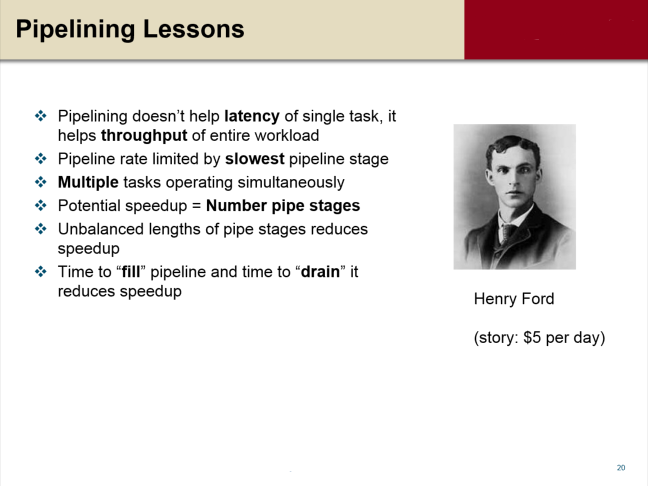 Pipelining Lessons
❖ Pipelining doesn’t help latency of single task, it
helps throughput of entire workload
❖ Pipeline rate limited by slowest pipeline stage
❖ Multiple tasks operating simultaneously
❖ Potential speedup = Number pipe stages
❖ Unbalanced lengths of pipe stages reduces
speedup
❖ Time to “fill” pipeline and time to “drain” it
reduces speedup
Henry Ford
(story: $5 per day)
20